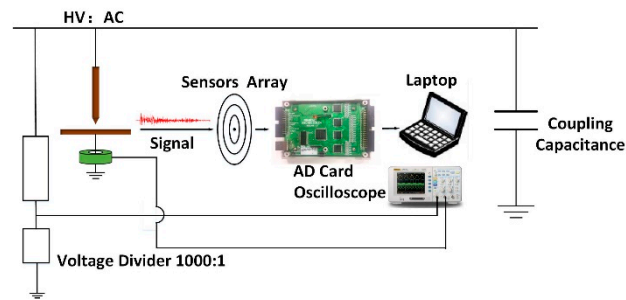 HV：AC
Sensors Array
Laptop
Signal
AD Card
Oscilloscope
Coupling
Capacitance
Voltage Divider 1000:1